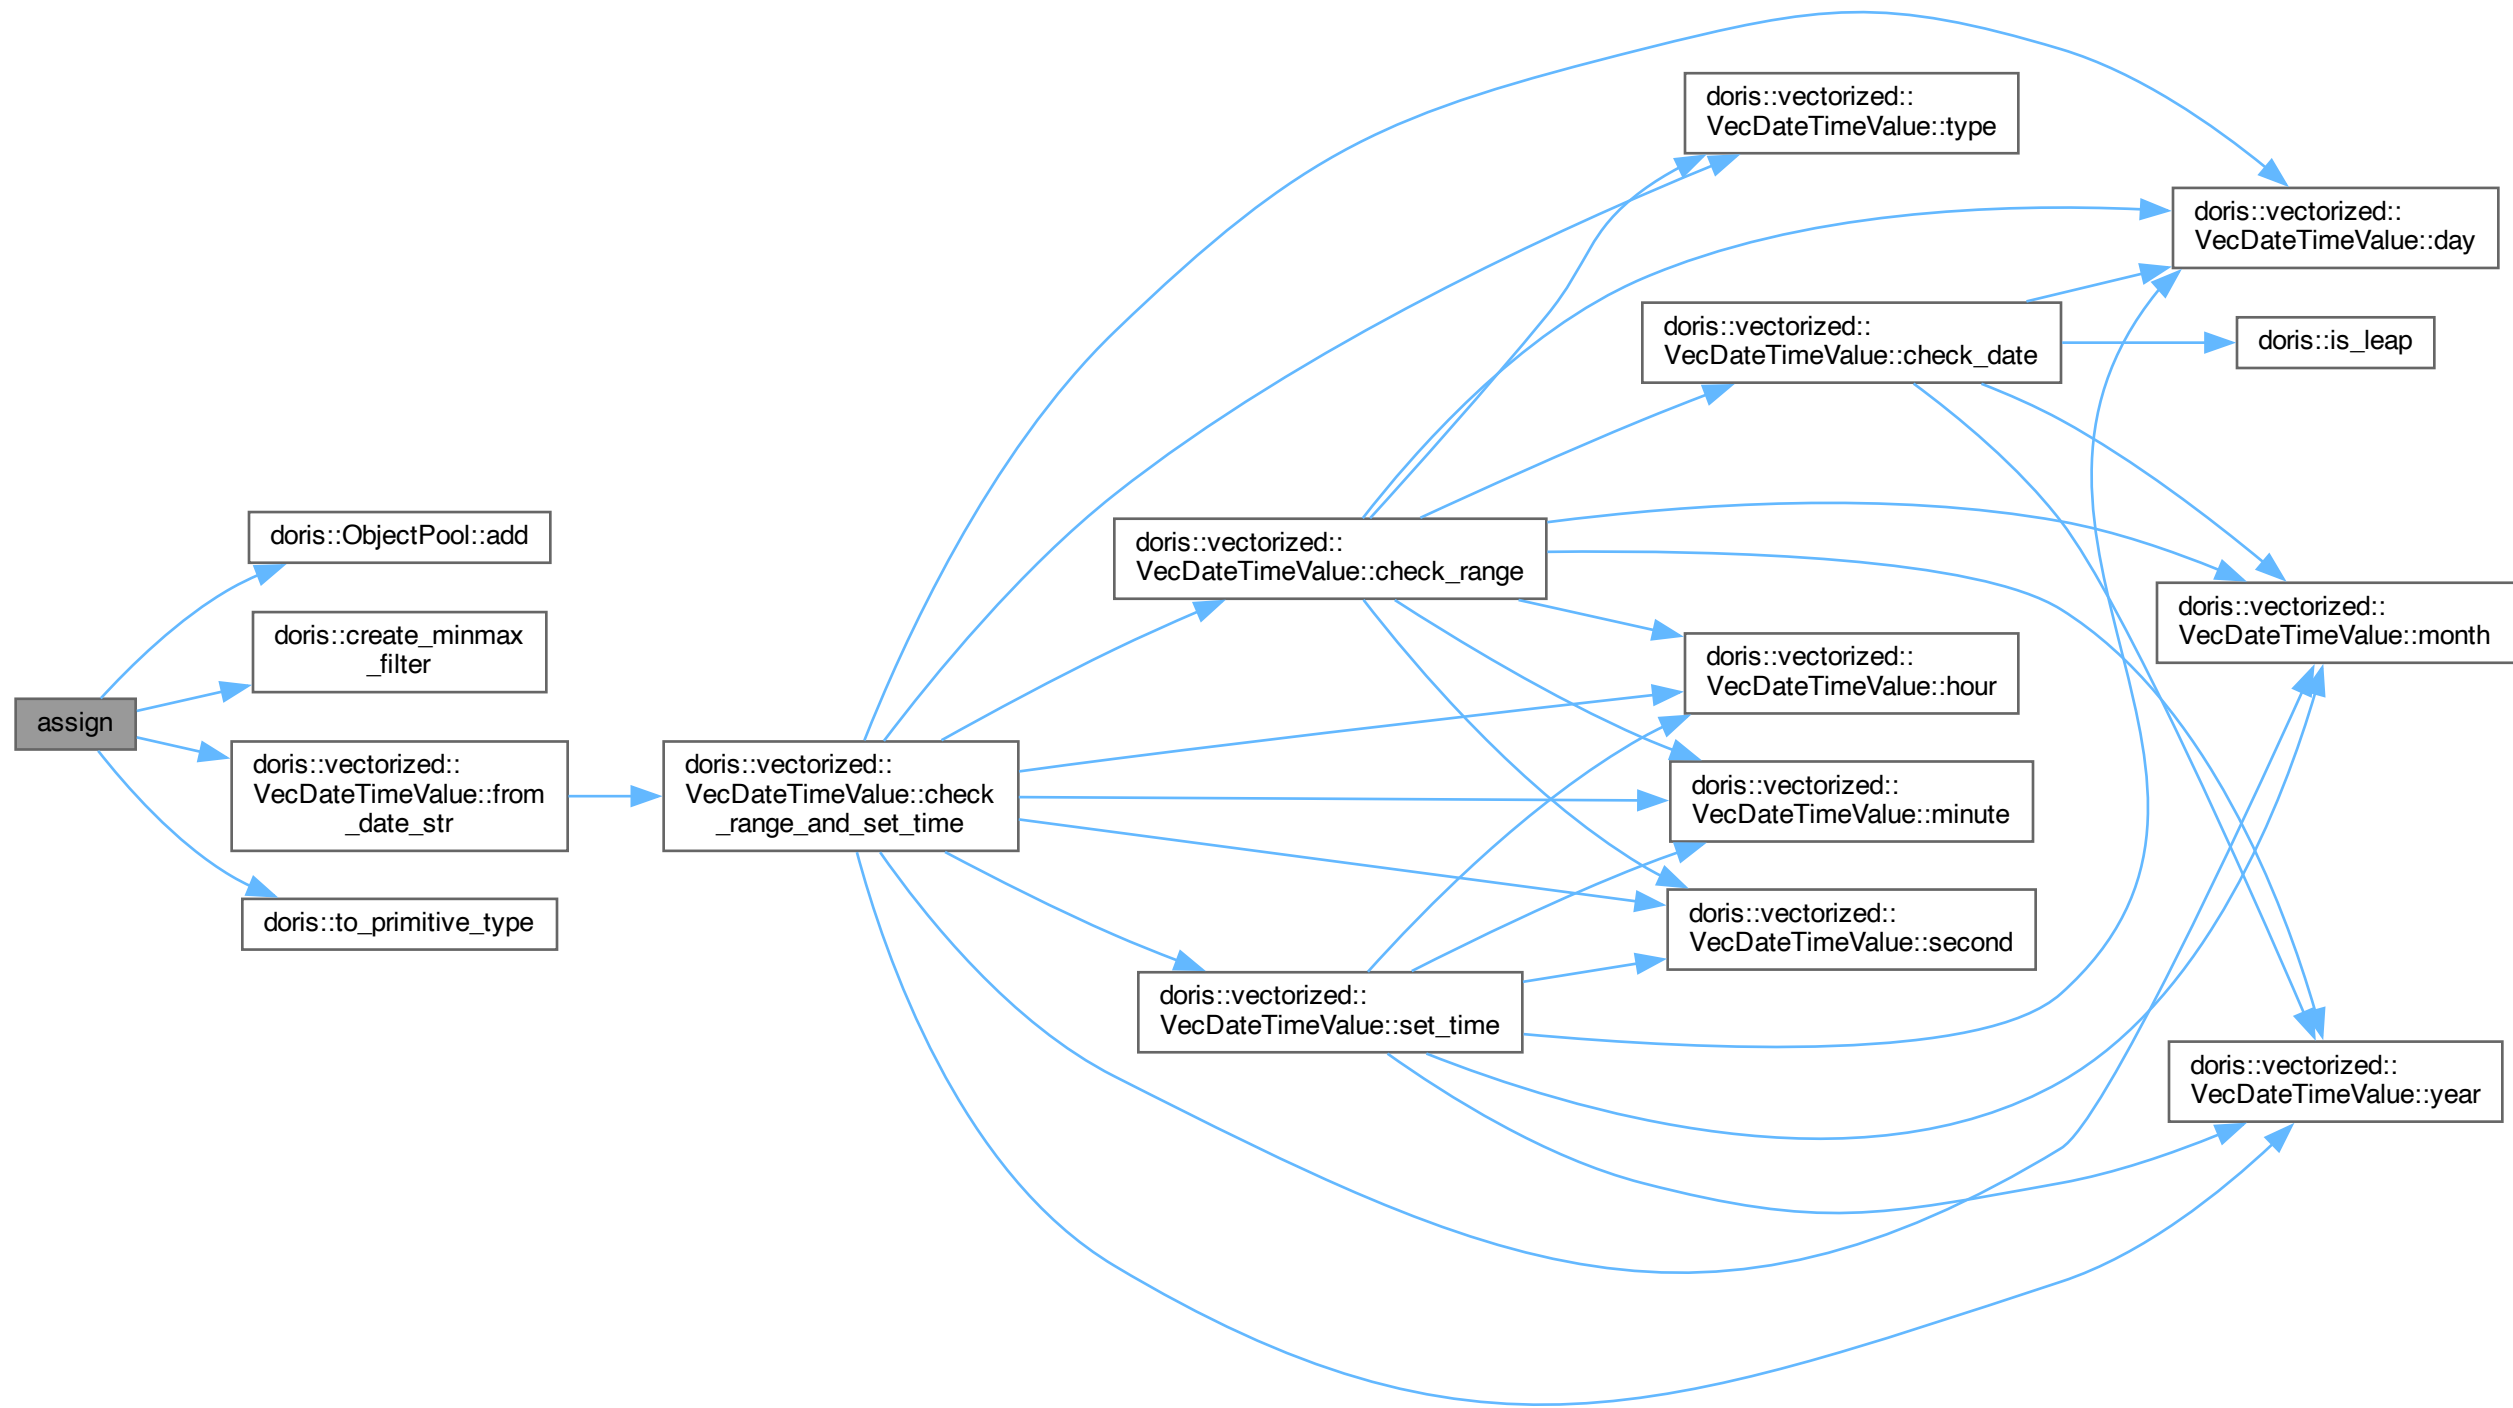 assign
doris::ObjectPool::add
doris::create_minmax
_filter
doris::vectorized::
VecDateTimeValue::from
_date_str
doris::to_primitive_type
doris::vectorized::
VecDateTimeValue::check
_range_and_set_time
doris::vectorized::
VecDateTimeValue::check_range
doris::vectorized::
VecDateTimeValue::set_time
doris::vectorized::
VecDateTimeValue::type
doris::vectorized::
VecDateTimeValue::check_date
doris::vectorized::
VecDateTimeValue::hour
doris::vectorized::
VecDateTimeValue::minute
doris::vectorized::
VecDateTimeValue::second
doris::vectorized::
VecDateTimeValue::day
doris::is_leap
doris::vectorized::
VecDateTimeValue::month
doris::vectorized::
VecDateTimeValue::year